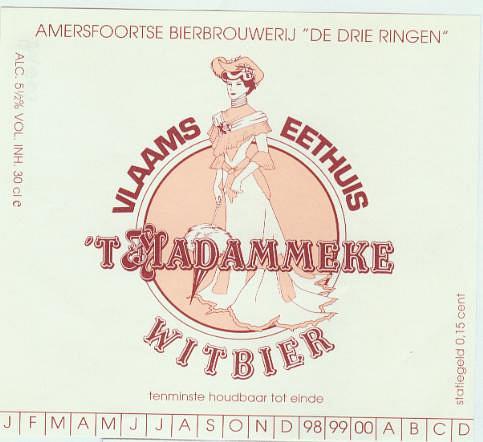 AMERSFOORTSE BIERBROUWERIJ "DE DRIE RINGEN"
ALC. 5½% VOL. INH. 30 cl e
VLAAMS EETHUIS
'T MADAMMEKE
WITBIER
statiegeld 0,15 cent
tenminste houdbaar tot einde
J F M A M J J A S O N D 98 99 00 A B C D